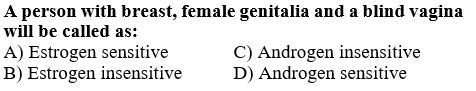 A person with breast, female genitalia and a blind vagina
will be called as:
A) Estrogen sensitive C) Androgen insensitive
B) Estrogen insensitive D) Androgen sensitive